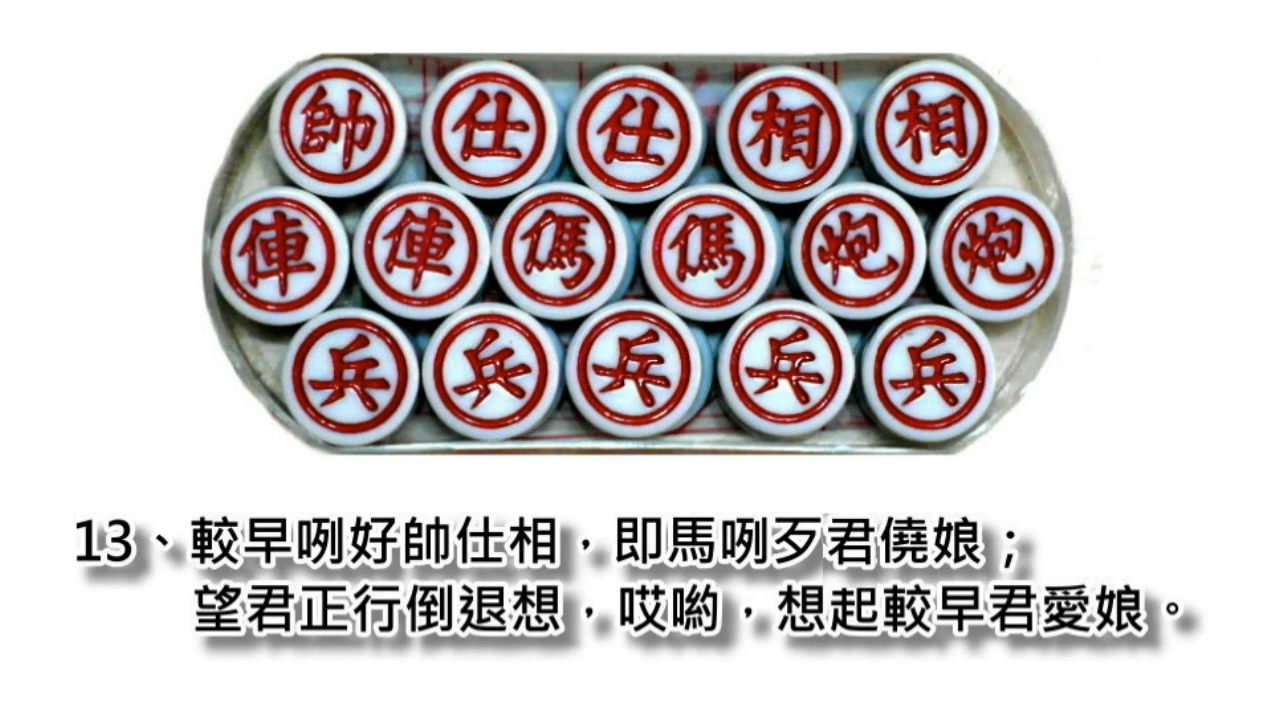 帥仕仕相相
俥俥傌傌炮炮
兵兵兵兵兵
13、較早咧好帥仕相，即馬咧歹君僥娘；
望君正行倒退想，哎喲，想起較早君愛娘。